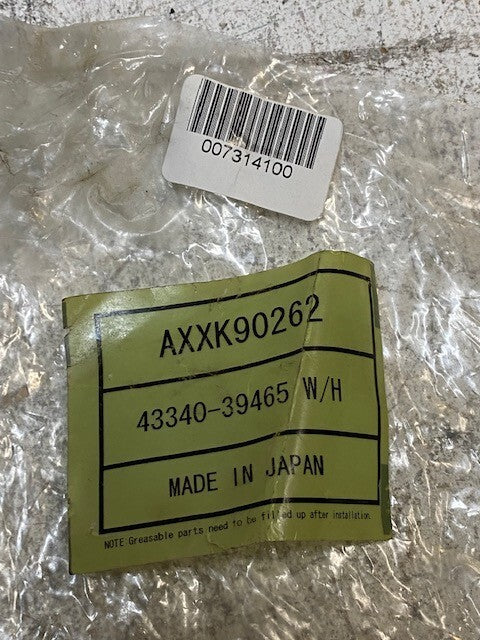 007314100
AXXK90262
43340-39465 W/H
MADE IN JAPAN
NOTE Greasable parts need to be filled up after installation.